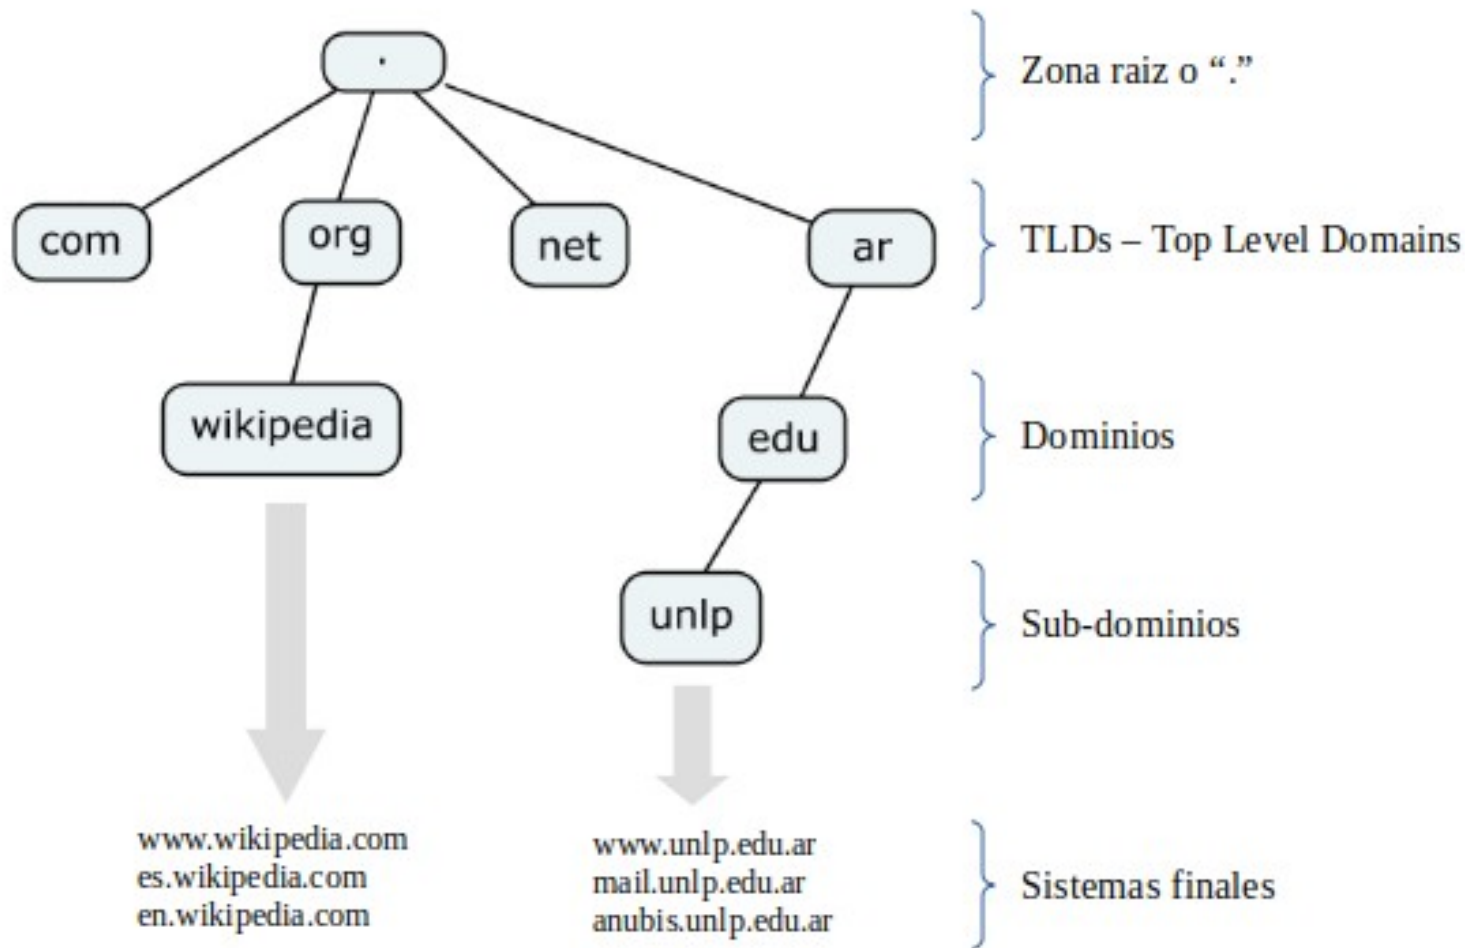 .
Zona raiz o “.”
com
org
net
ar
TLDs – Top Level Domains
wikipedia
edu
Dominios
unlp
Sub-dominios
www.wikipedia.com
es.wikipedia.com
en.wikipedia.com
www.unlp.edu.ar
mail.unlp.edu.ar
anubis.unlp.edu.ar
Sistemas finales